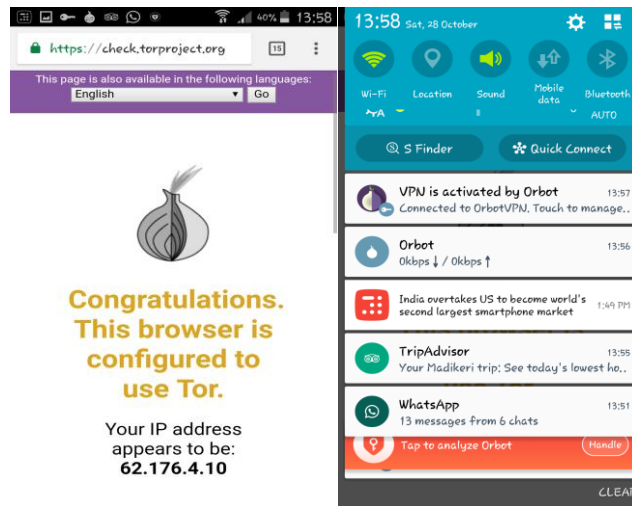 40% 13:58
https://check.torproject.org 15
This page is also available in the following languages:
English Go
Congratulations.
This browser is
configured to
use Tor.
Your IP address
appears to be:
62.176.4.10
13:58 Sat, 28 October
Wi-Fi Location Sound Mobile data Bluetooth
AUTO
S Finder Quick Connect
VPN is activated by Orbot 13:57
Connected to OrbotVPN. Touch to manage..
Orbot 13:56
0kbps ↓ / 0kbps ↑
India overtakes US to become world's
second largest smartphone market 1:49 PM
TripAdvisor 13:55
Your Madikeri trip: See today's lowest ho..
WhatsApp 13:51
13 messages from 6 chats
Tap to analyze Orbot Handle
CLEAR